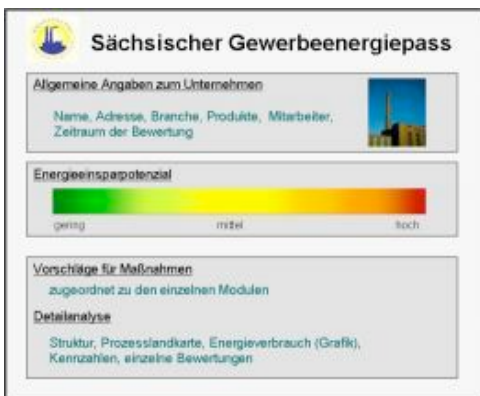 Sächsischer Gewerbeenergiepass
Allgemeine Angaben zum Unternehmen
Name, Adresse, Branche, Produkte, Mitarbeiter,
Zeitraum der Bewertung
Energieeinsparpotenzial
gering mittel hoch
Vorschläge für Maßnahmen
zugeordnet zu den einzelnen Modulen
Detailanalyse
Struktur, Prozesslandkarte, Energieverbrauch (Grafik),
Kennzahlen, einzelne Bewertungen